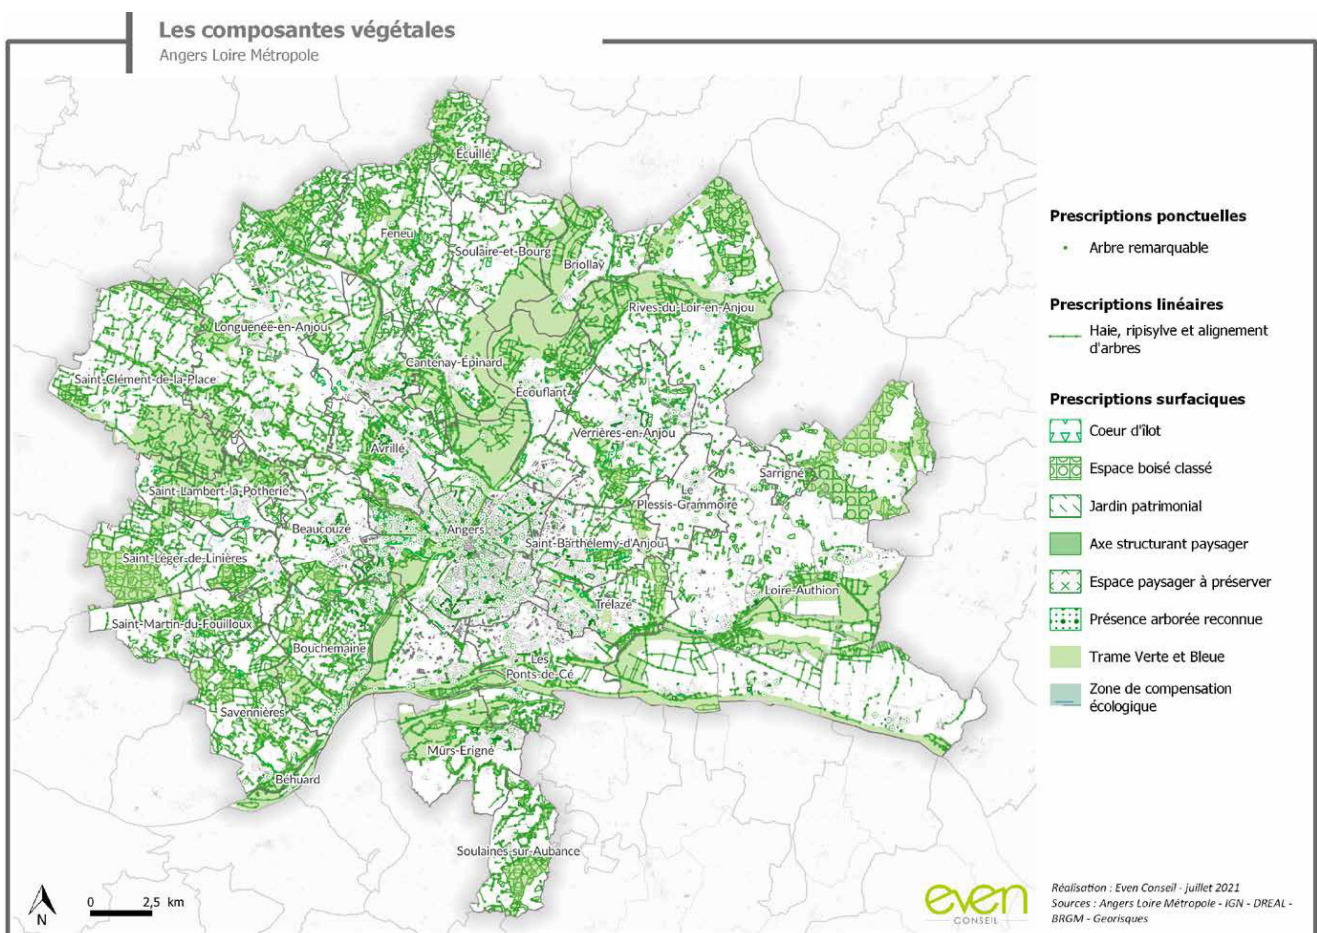 Les composantes végétales
Angers Loire Métropole
Écuillé
Feneu
Soulaire-et-Bourg
Briollay
Rives-du-Loir-en-Anjou
Longuenée-en-Anjou
Cantenay-Épinard
Saint-Clément-de-la-Place
Écouflant
Verrières-en-Anjou
Avrillé
Sarrigné
Saint-Lambert-la-Potherie
Le
Plessis-Grammoire
Beaucouzé
Angers
Saint-Barthélemy-d'Anjou
Saint-Léger-de-Linières
Loire-Authion
Trélazé
Saint-Martin-du-Fouilloux
Bouchemaine
Les
Ponts-de-Cé
Savennières
Mûrs-Erigné
Béhuard
Soulaines-sur-Aubance
Prescriptions ponctuelles
Arbre remarquable
Prescriptions linéaires
Haie, ripisylve et alignement
d'arbres
Prescriptions surfaciques
Coeur d'îlot
Espace boisé classé
Jardin patrimonial
Axe structurant paysager
Espace paysager à préserver
Présence arborée reconnue
Trame Verte et Bleue
Zone de compensation
écologique
N
0 2,5 km
even
CONSEIL
Réalisation : Even Conseil - juillet 2021
Sources : Angers Loire Métropole - IGN - DREAL -
BRGM - Georisques